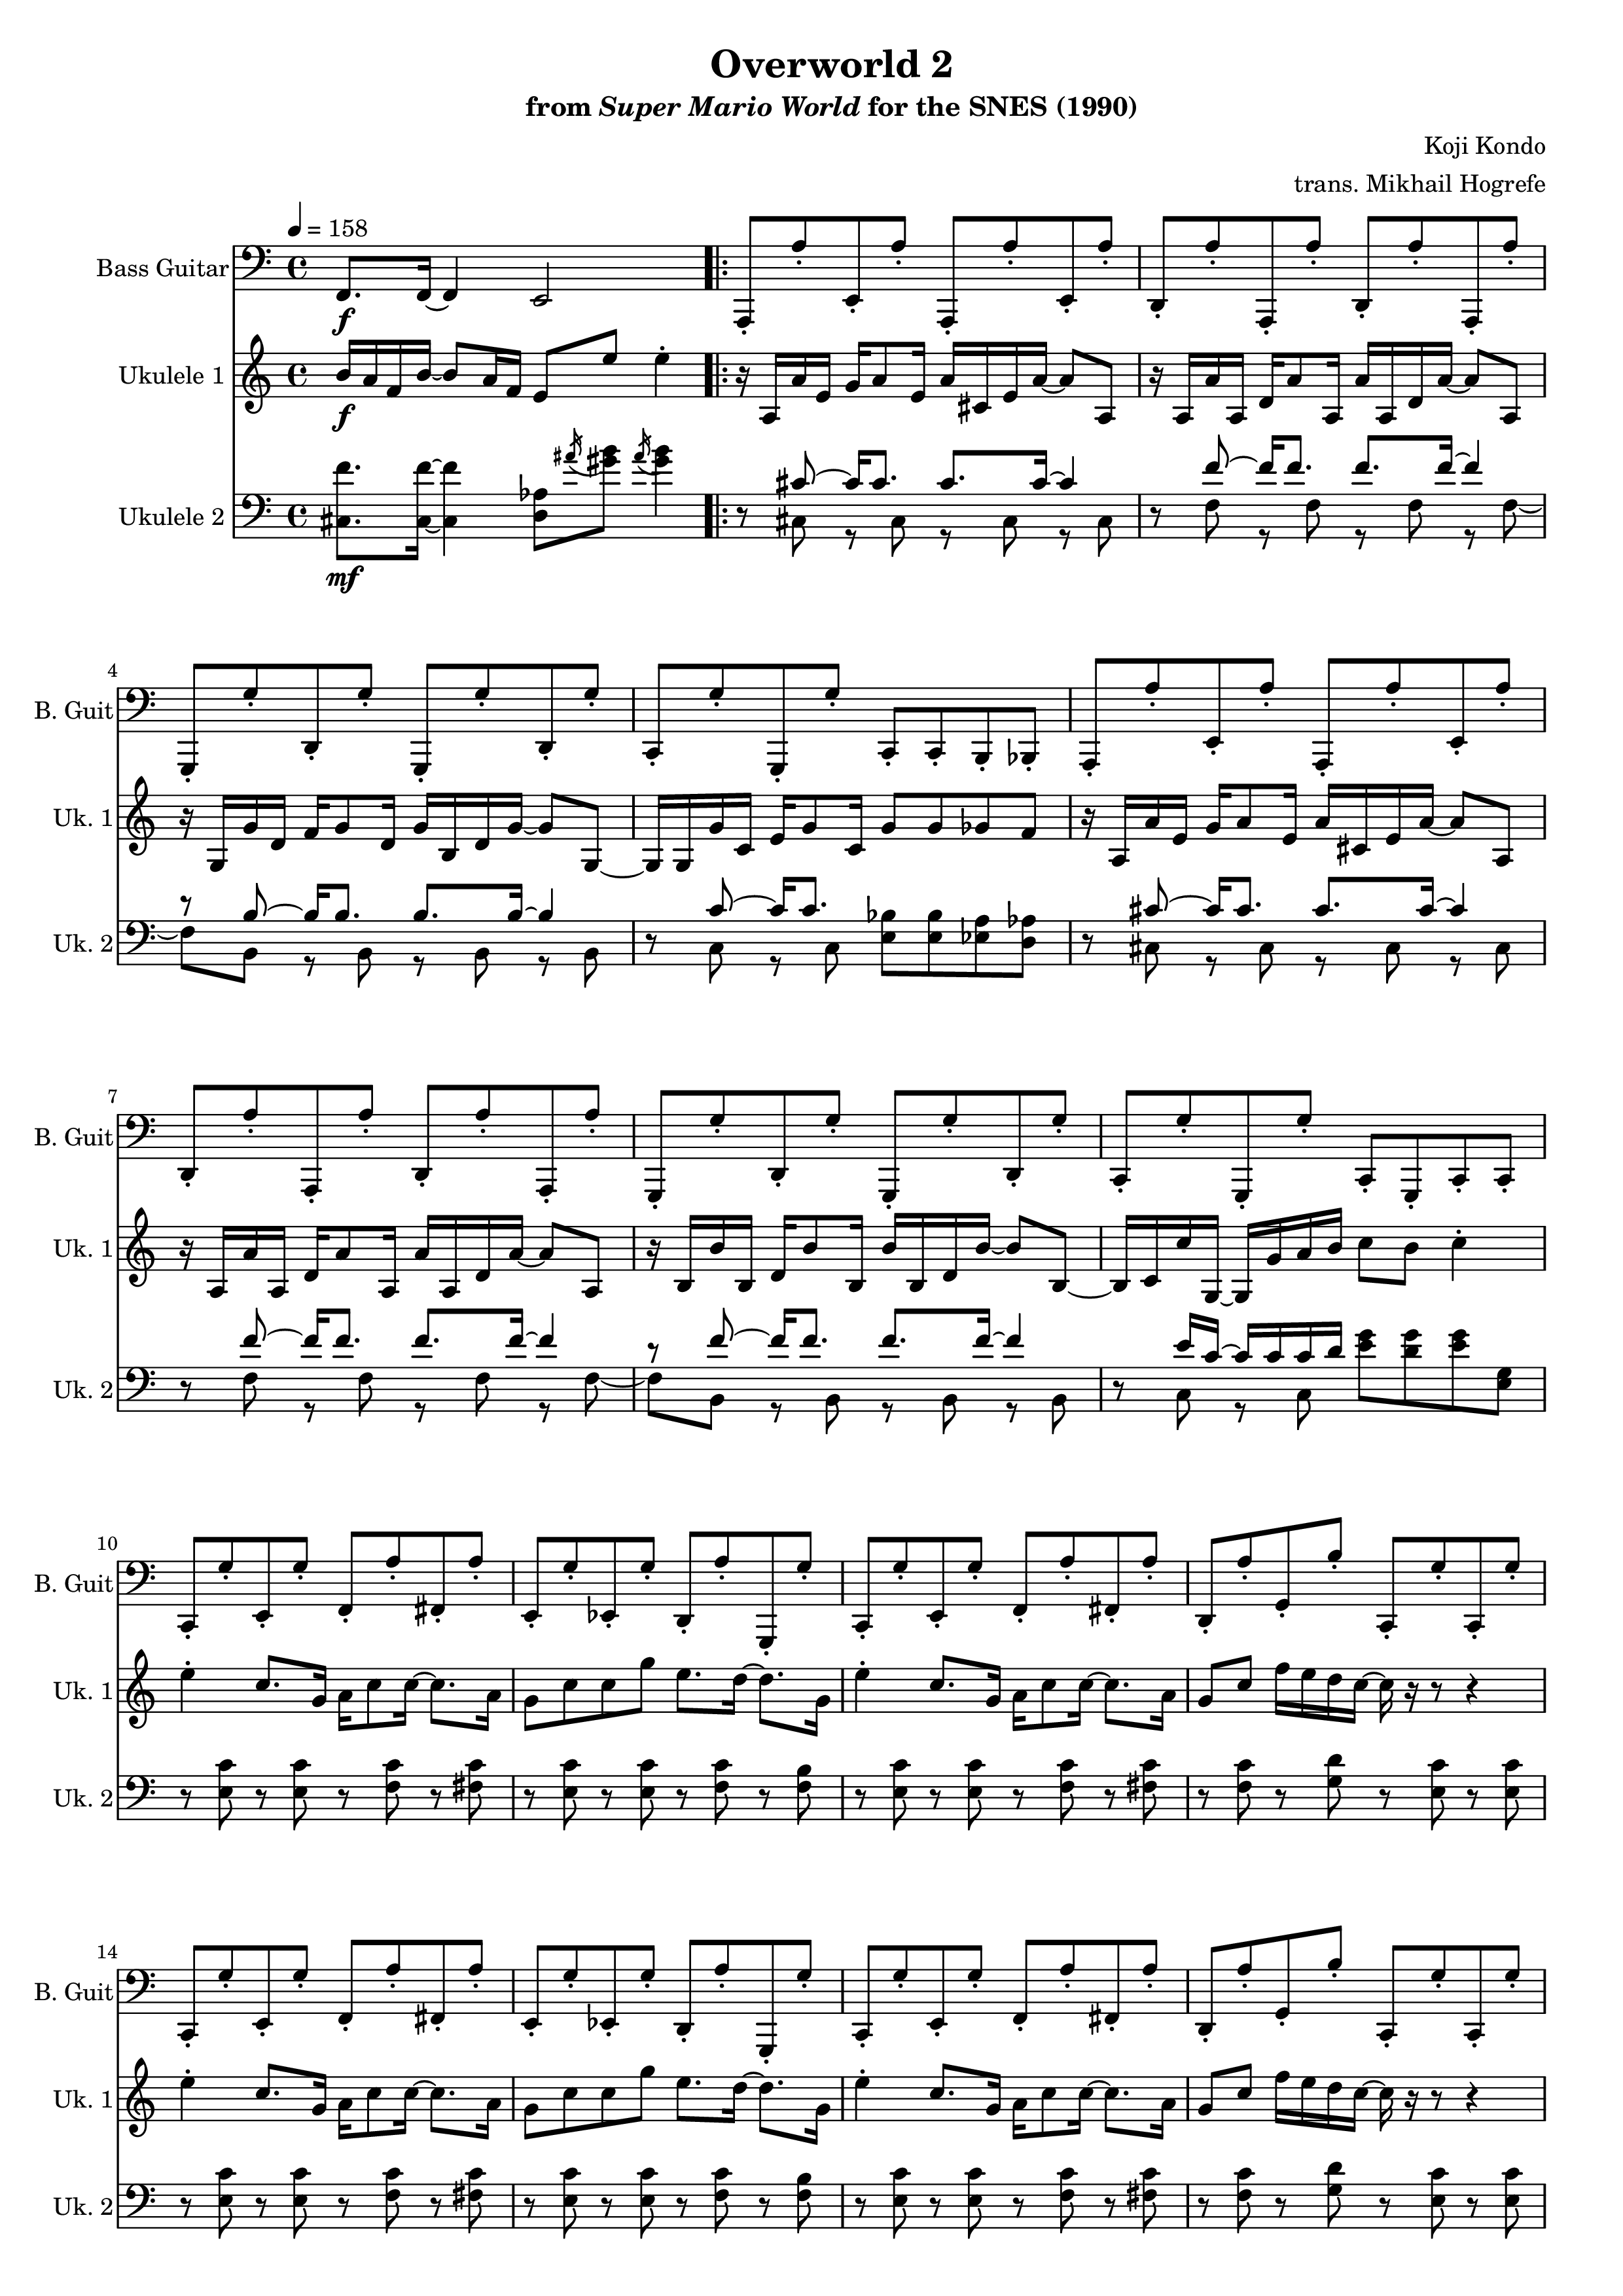 Overworld 2
from Super Mario World for the SNES (1990)
Koji Kondo
trans. Mikhail Hogrefe
= 158
Bass Guitar
f
Ukulele 1
f
Ukulele 2
mf
4
B. Guit
Uk. 1
Uk. 2
7
B. Guit
Uk. 1
Uk. 2
10
B. Guit
Uk. 1
Uk. 2
14
B. Guit
Uk. 1
Uk. 2